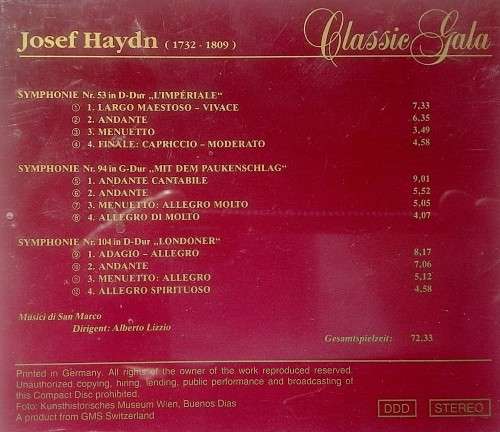 Josef Haydn ( 1732 - 1809 ) Classic Gala
SYMPHONIE Nr. 53 in D-Dur „L'IMPÉRIALE“
① 1. LARGO MAESTOSO – VIVACE 7,33
② 2. ANDANTE 6,35
③ 3. MENUETTO 3,49
④ 4. FINALE: CAPRICCIO – MODERATO 4,58
SYMPHONIE Nr. 94 in G-Dur „MIT DEM PAUKENSCHLAG“
⑤ 1. ANDANTE CANTABILE 9,01
⑥ 2. ANDANTE 5,52
⑦ 3. MENUETTO: ALLEGRO MOLTO 5,05
⑧ 4. ALLEGRO DI MOLTO 4,07
SYMPHONIE Nr. 104 in D-Dur „LONDONER“
⑨ 1. ADAGIO – ALLEGRO 8,17
⑩ 2. ANDANTE 7,06
⑪ 3. MENUETTO: ALLEGRO 5,12
⑫ 4. ALLEGRO SPIRITUOSO 4,58
Musici di San Marco
Dirigent: Alberto Lizzio
Gesamtspielzeit: 72,33
Printed in Germany. All rights of the owner of the work reproduced reserved.
Unauthorized copying, hiring, lending, public performance and broadcasting of
this Compact Disc prohibited.
Foto: Kunsthistorisches Museum Wien, Buenos Dias
A product from GMS Switzerland
DDD STEREO